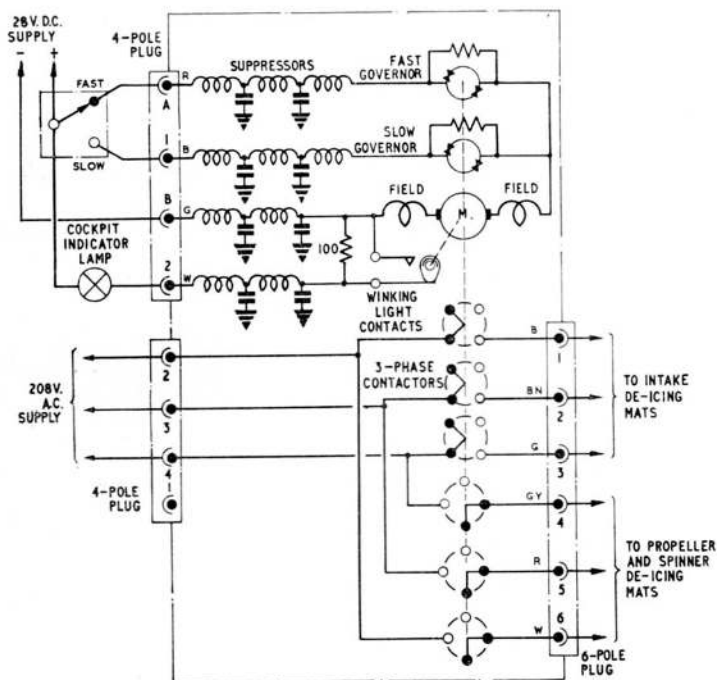 28V. D.C.
SUPPLY
- +
4-POLE
PLUG
FAST
SLOW
COCKPIT
INDICATOR
LAMP
R
A
SUPPRESSORS
FAST
GOVERNOR
1
B
SLOW
GOVERNOR
B
G
FIELD
M.
FIELD
2
W
100
WINKING
LIGHT
CONTACTS
3-PHASE
CONTACTORS
208V.
A.C.
SUPPLY
2
3
4
1
4-POLE
PLUG
B
1
BN
2
G
3
TO INTAKE
DE-ICING
MATS
GY
4
R
5
W
6
TO PROPELLER
AND SPINNER
DE-ICING
MATS
6-POLE
PLUG